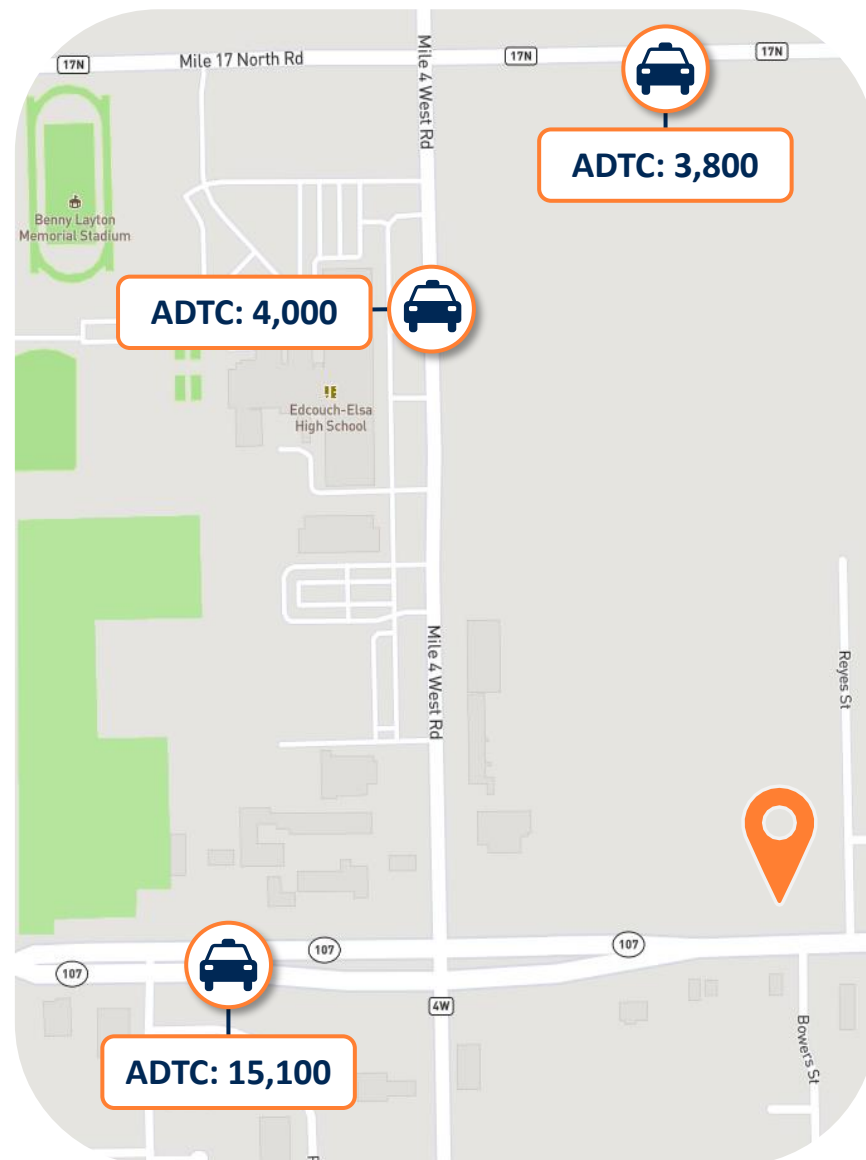 17N
Mile 17 North Rd
17N
17N
Mile 4 West Rd
ADTC: 3,800
Benny Layton
Memorial Stadium
ADTC: 4,000
Edcouch-Elsa
High School
Mile 4 West Rd
Reyes St
107
107
107
4W
Bowers St
ADTC: 15,100